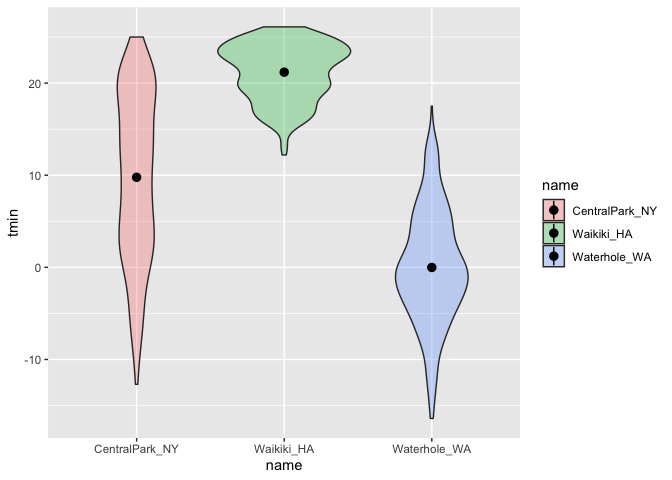 tmin
20
10
0
-10
CentralPark_NY
Waikiki_HA
Waterhole_WA
name
name
CentralPark_NY
Waikiki_HA
Waterhole_WA